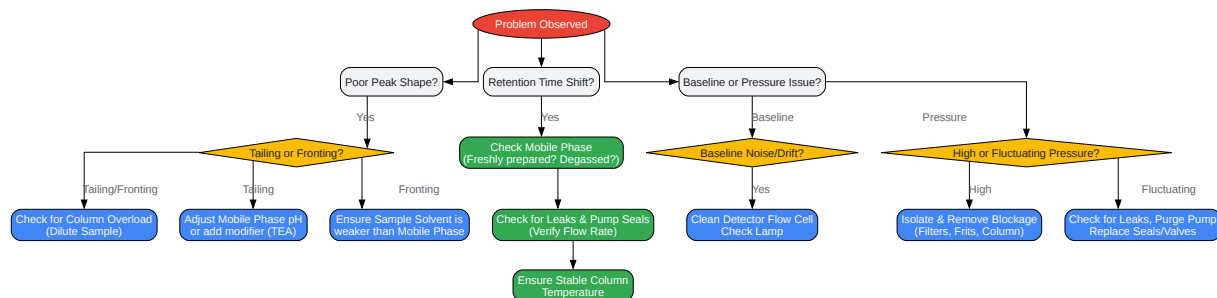 Problem Observed
Poor Peak Shape?
Retention Time Shift?
Baseline or Pressure Issue?
Yes
Yes
Baseline
Pressure
Tailing or Fronting?
Check Mobile Phase
(Freshly prepared? Degassed?)
Baseline Noise/Drift?
High or Fluctuating Pressure?
Tailing/Fronting
Tailing
Fronting
Yes
High
Fluctuating
Check for Column Overload
(Dilute Sample)
Adjust Mobile Phase pH
or add modifier (TEA)
Ensure Sample Solvent is
weaker than Mobile Phase
Check for Leaks & Pump Seals
(Verify Flow Rate)
Clean Detector Flow Cell
Check Lamp
Isolate & Remove Blockage
(Filters, Frits, Column)
Check for Leaks, Purge Pump
Replace Seals/Valves
Ensure Stable Column
Temperature